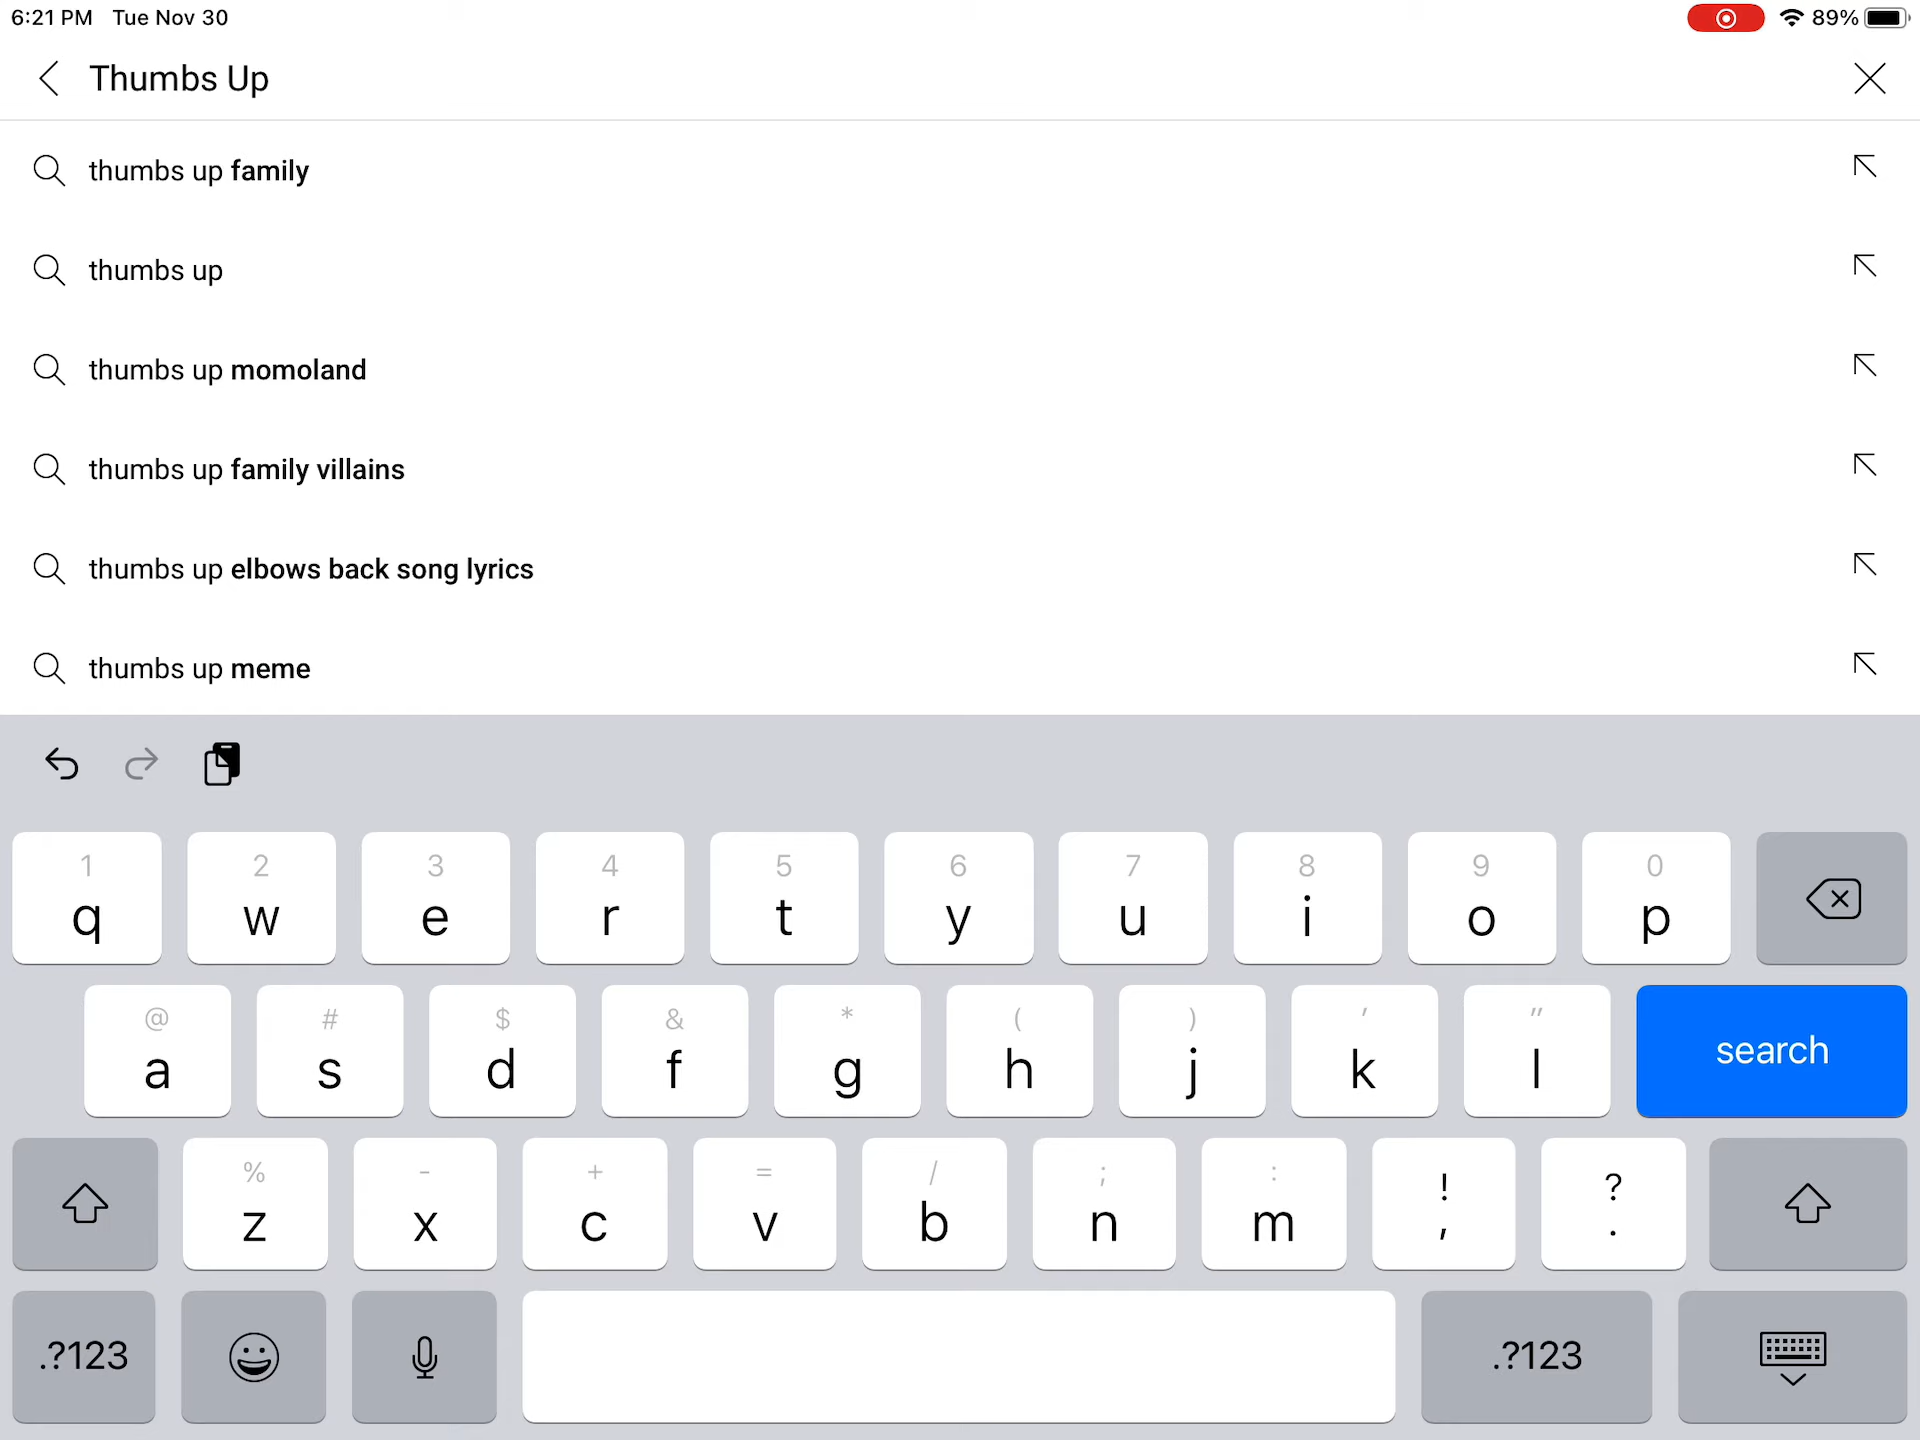 6:21 PM Tue Nov 30 89%
Thumbs Up
thumbs up family
thumbs up
thumbs up momoland
thumbs up family villains
thumbs up elbows back song lyrics
thumbs up meme
1 2 3 4 5 6 7 8 9 0
q w e r t y u i o p
@ # $ & * ( ) ' "
a s d f g h j k l search
% - + = / ; : ! ?
z x c v b n m , .
.?123 .?123